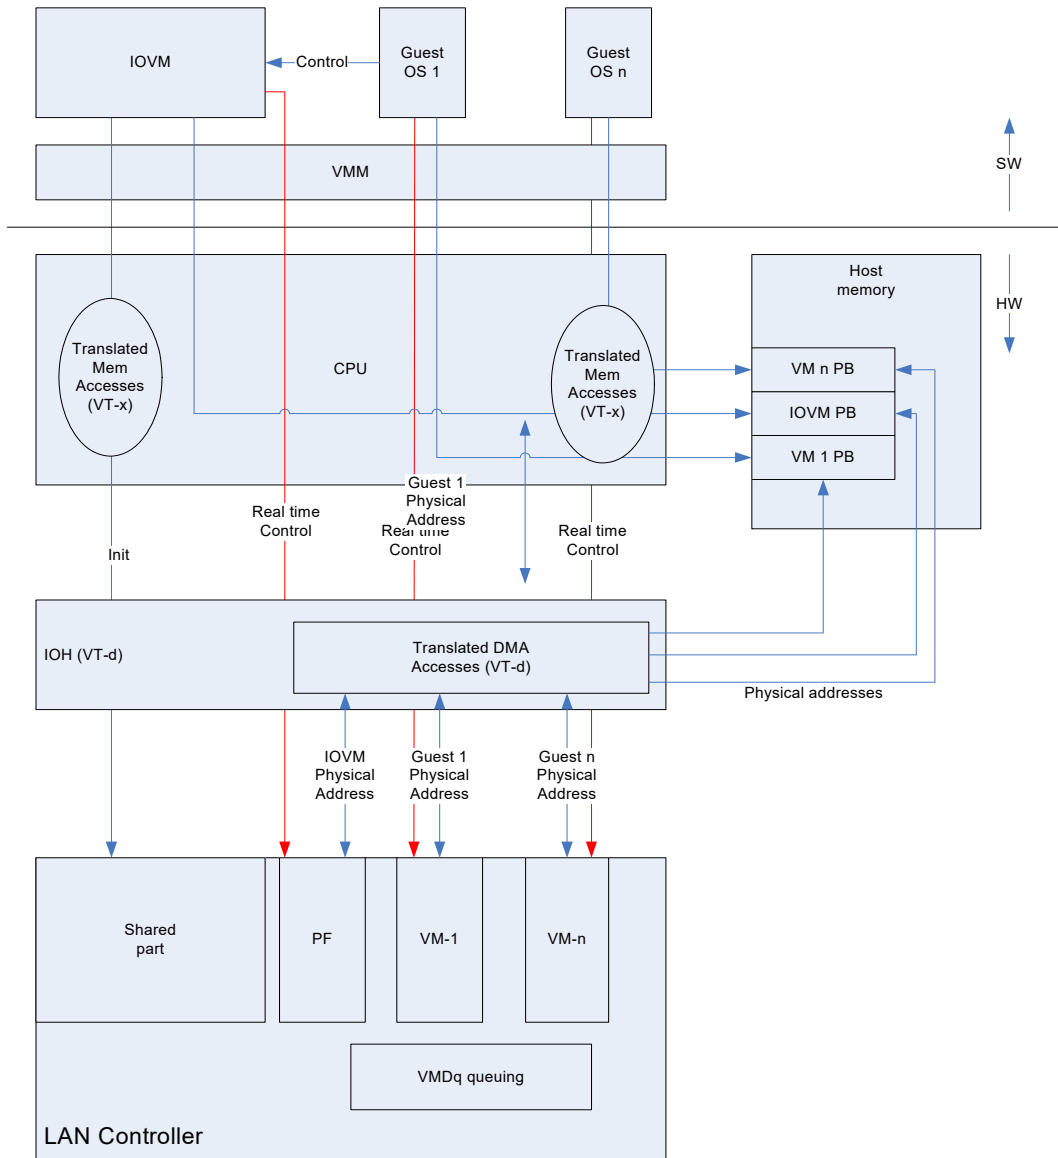 IOVM
Control
Guest
OS 1
Guest
OS n
VMM
SW
HW
Host
memory
Translated
Mem
Accesses
(VT-x)
CPU
Translated
Mem
Accesses
(VT-x)
VM n PB
IOVM PB
VM 1 PB
Guest 1
Physical
Address
Init
Real time
Control
Real time
Control
Real time
Control
IOH (VT-d)
Translated DMA
Accesses (VT-d)
Physical addresses
IOVM
Physical
Address
Guest 1
Physical
Address
Guest n
Physical
Address
Shared
part
PF
VM-1
VM-n
VMDq queuing
LAN Controller